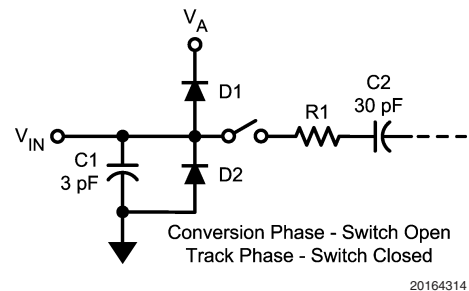 VA
D1
C2
30 pF
R1
VIN
C1
3 pF
D2
Conversion Phase - Switch Open
Track Phase - Switch Closed
20164314